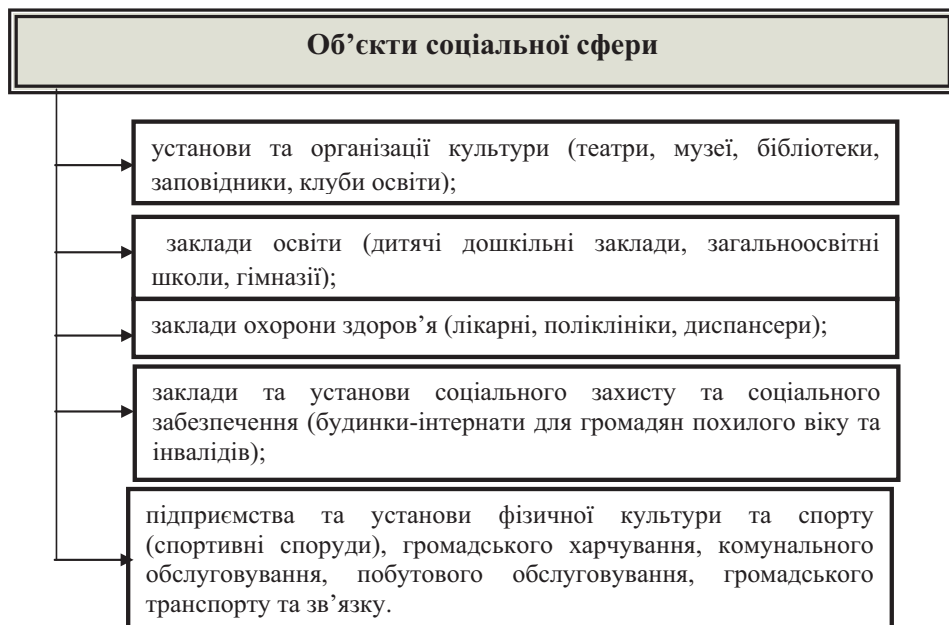 Об’єкти соціальної сфери
установи та організації культури (театри, музеї, бібліотеки,
заповідники, клуби освіти);
заклади освіти (дитячі дошкільні заклади, загальноосвітні
школи, гімназії);
заклади охорони здоров’я (лікарні, поліклініки, диспансери);
заклади та установи соціального захисту та соціального
забезпечення (будинки-інтернати для громадян похилого віку та
інвалідів);
підприємства та установи фізичної культури та спорту
(спортивні споруди), громадського харчування, комунального
обслуговування, побутового обслуговування, громадського
транспорту та зв’язку.